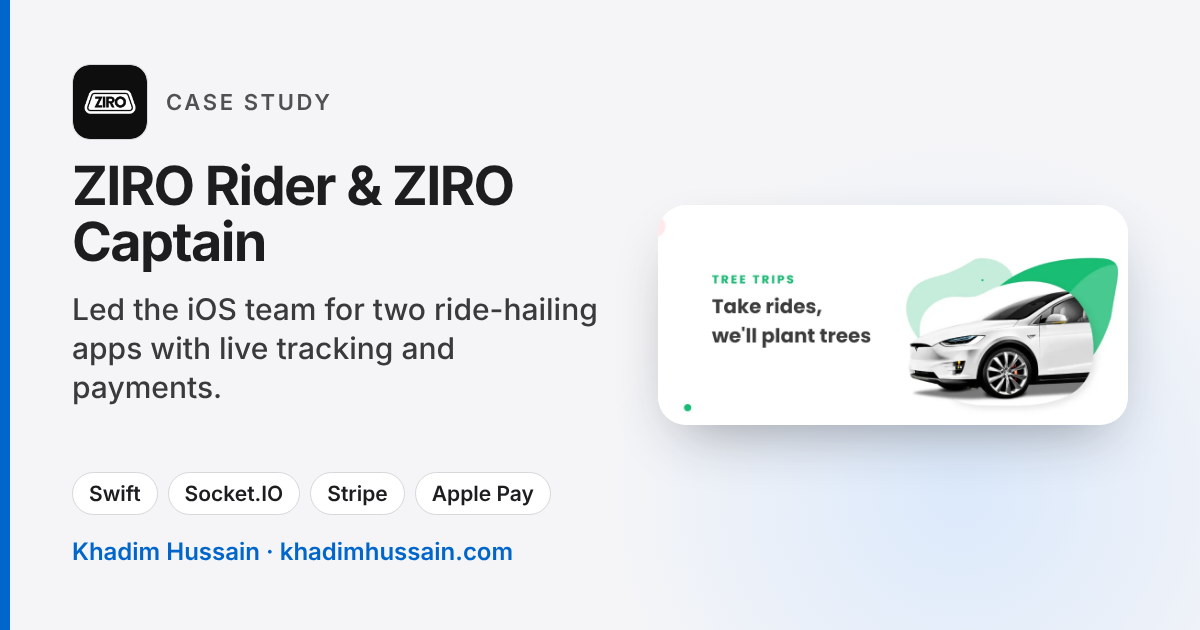 ZIRO
CASE STUDY
ZIRO Rider & ZIRO
Captain
Led the iOS team for two ride-hailing
apps with live tracking and
payments.
Swift
Socket.IO
Stripe
Apple Pay
Khadim Hussain · khadimhussain.com
TREE TRIPS
Take rides,
we'll plant trees